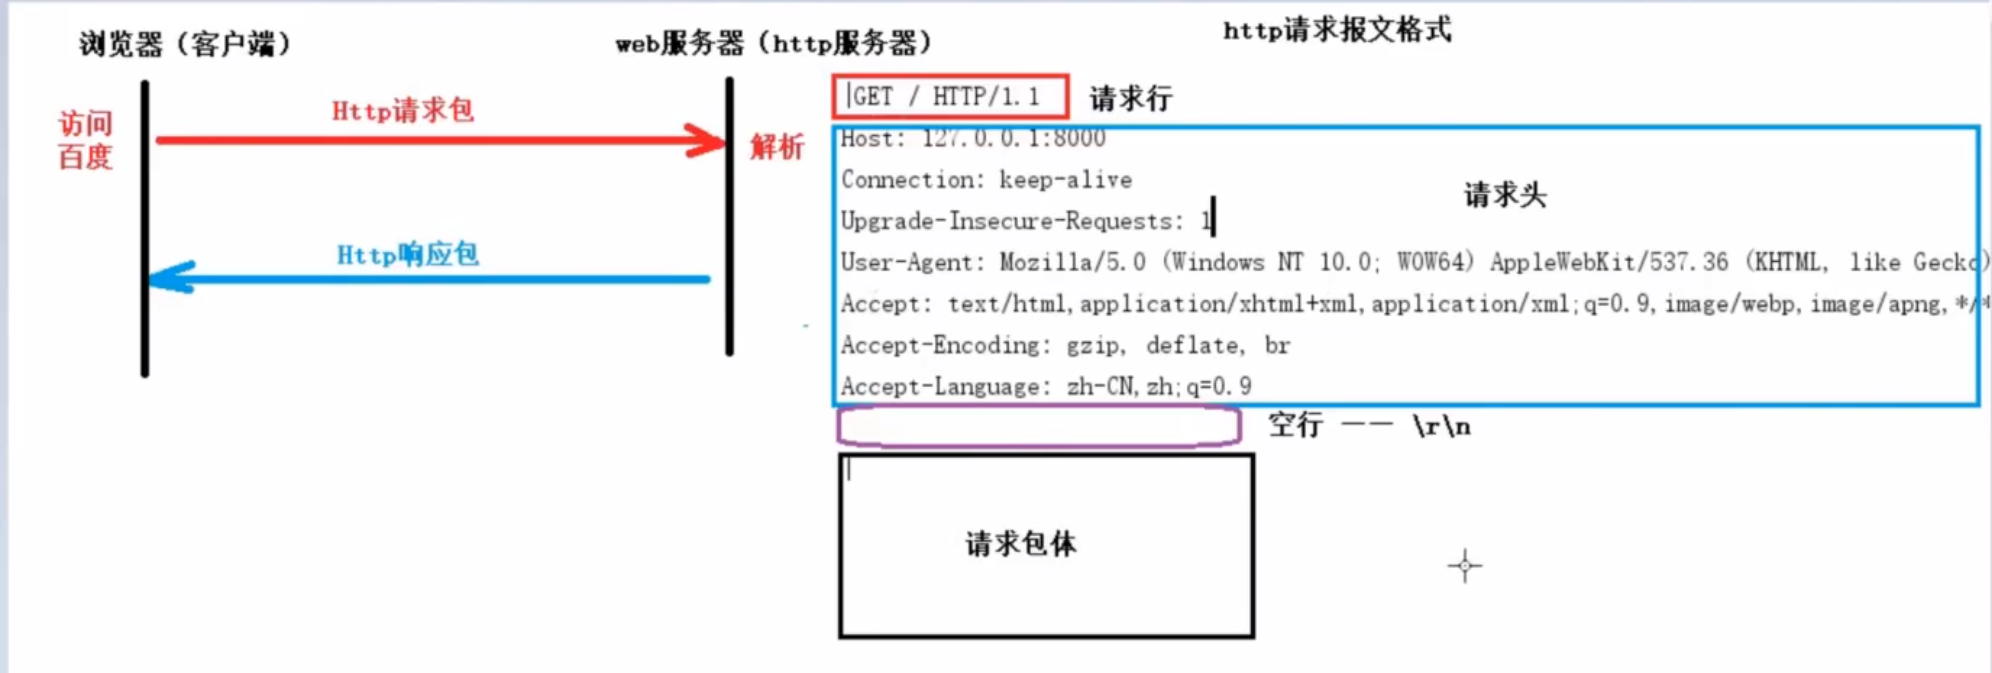 浏览器（客户端）
web服务器（http服务器）
http请求报文格式
访问
百度
Http请求包
解析
Http响应包
GET / HTTP/1.1
请求行
Host: 127.0.0.1:8000
Connection: keep-alive
请求头
Upgrade-Insecure-Requests: 1
User-Agent: Mozilla/5.0 (Windows NT 10.0; WOW64) AppleWebKit/537.36 (KHTML, like Gecko)
Accept: text/html,application/xhtml+xml,application/xml;q=0.9,image/webp,image/apng,*/*
Accept-Encoding: gzip, deflate, br
Accept-Language: zh-CN,zh;q=0.9
空行 —— \r\n
请求包体